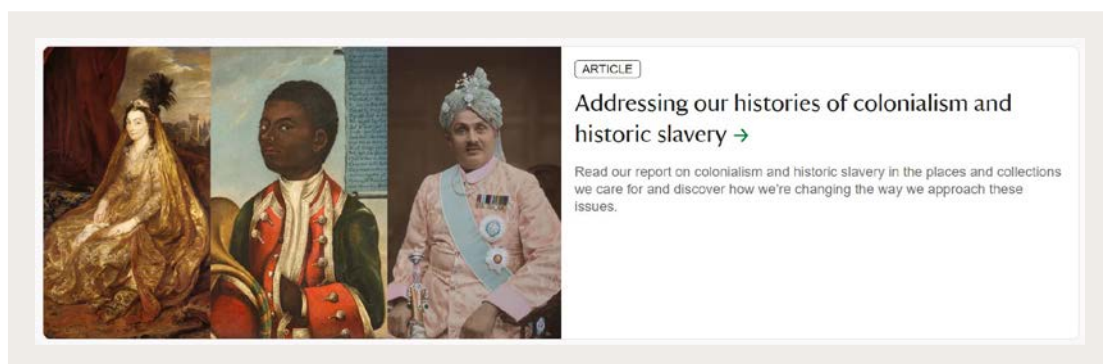 ARTICLE
Addressing our histories of colonialism and
historic slavery →
Read our report on colonialism and historic slavery in the places and collections
we care for and discover how we're changing the way we approach these
issues.